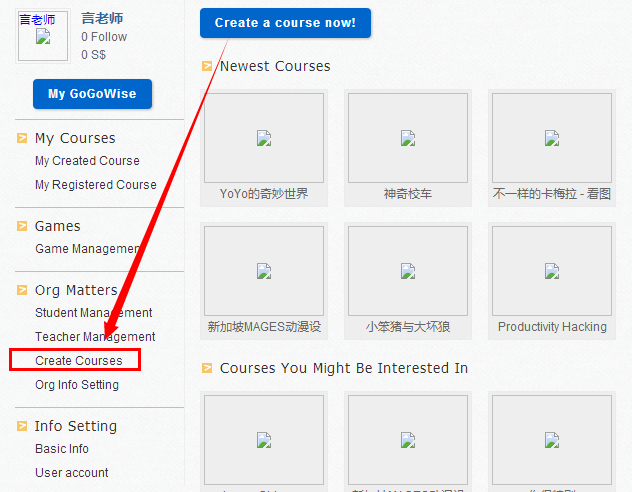 言老师
言老师
0 Follow
0 S$
My GoGoWise
My Courses
My Created Course
My Registered Course
Games
Game Management
Org Matters
Student Management
Teacher Management
Create Courses
Org Info Setting
Info Setting
Basic Info
User account
Create a course now!
Newest Courses
YoYo的奇妙世界
神奇校车
不一样的卡梅拉 - 看图
新加坡MAGES动漫设
小笨猪与大坏狼
Productivity Hacking
Courses You Might Be Interested In